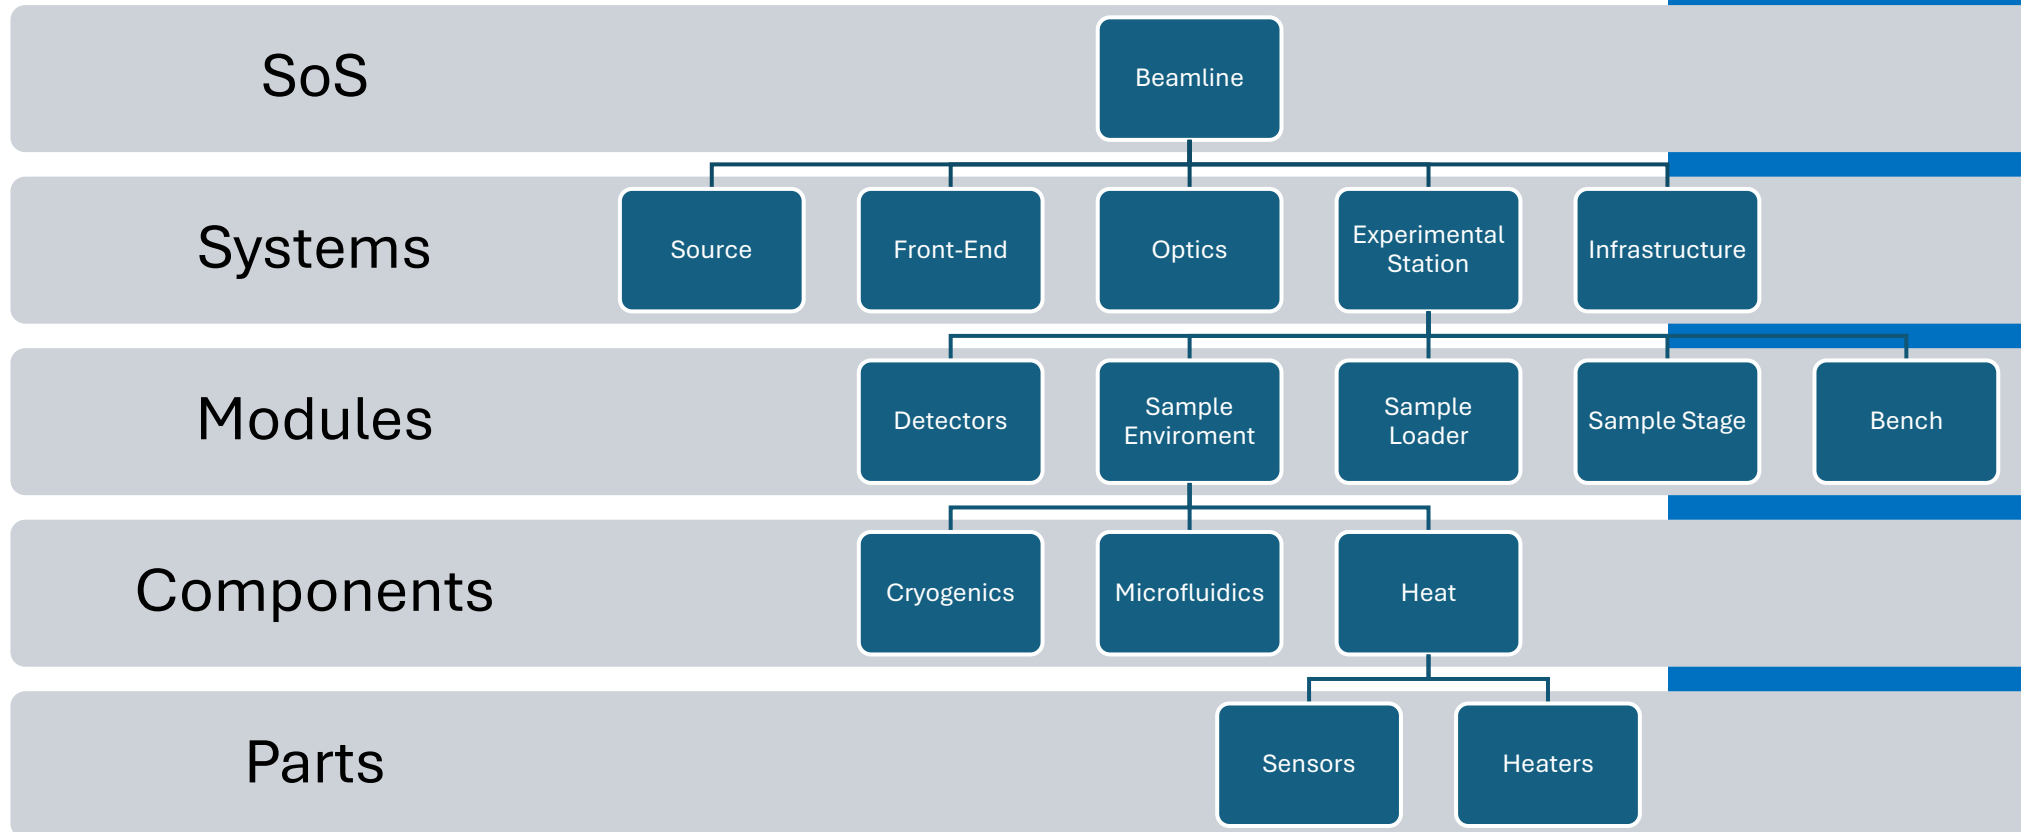 SoS
Beamline
Systems
Source
Front-End
Optics
Experimental
Station
Infrastructure
Modules
Detectors
Sample
Enviroment
Sample
Loader
Sample Stage
Bench
Components
Cryogenics
Microfluidics
Heat
Parts
Sensors
Heaters